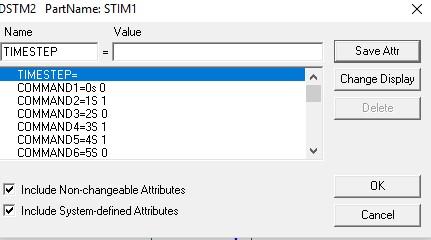 DSTM2 PartName: STIM1
Name Value
TIMESTEP =
Save Attr
TIMESTEP=
COMMAND1=0s 0
COMMAND2=1S 1
COMMAND3=2S 0
COMMAND4=3S 1
COMMAND5=4S 1
COMMAND6=5S 0
Change Display
Delete
Include Non-changeable Attributes
Include System-defined Attributes
OK
Cancel